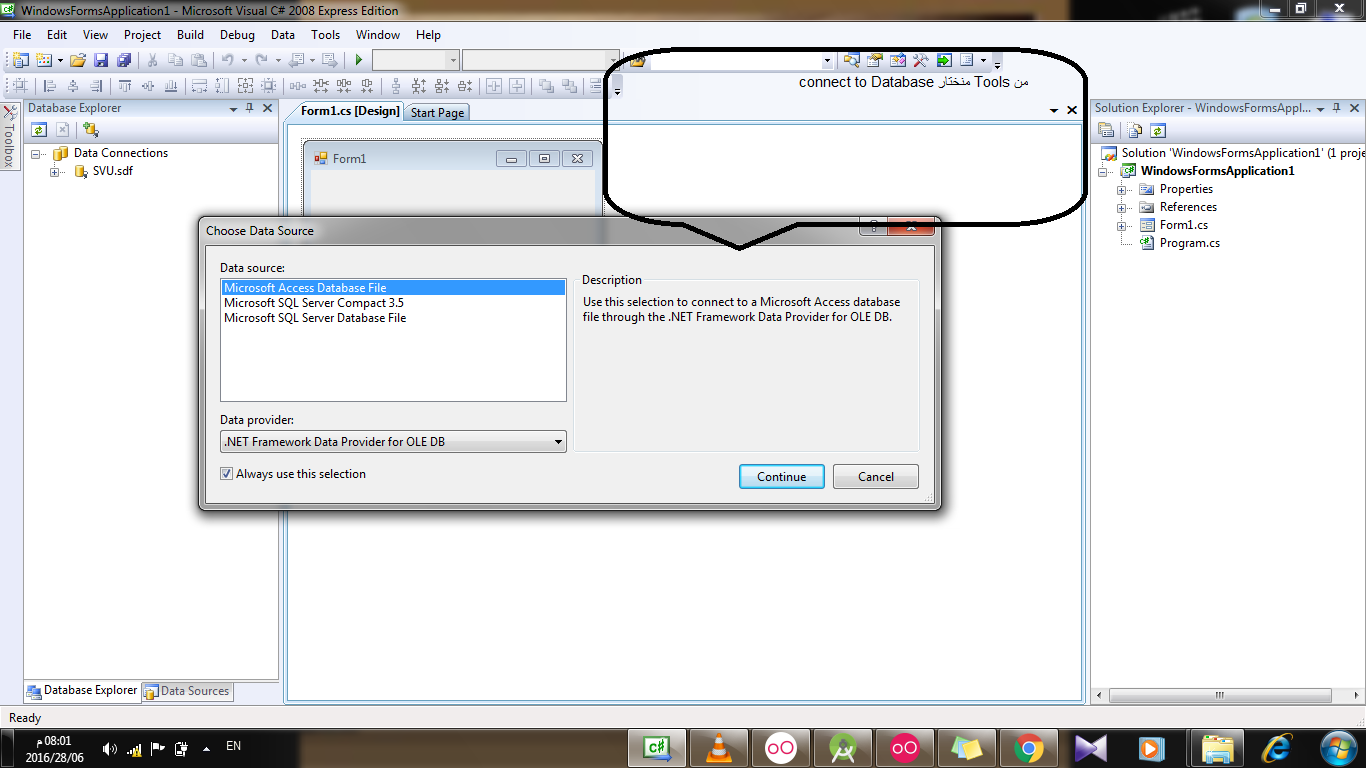 WindowsFormsApplication1 - Microsoft Visual C# 2008 Express Edition
File Edit View Project Build Debug Data Tools Window Help
من Tools منختار connect to Database
Toolbox
Database Explorer
Data Connections
SVU.sdf
Database Explorer
Data Sources
Form1.cs [Design]
Start Page
Form1
Choose Data Source
Data source:
Microsoft Access Database File
Microsoft SQL Server Compact 3.5
Microsoft SQL Server Database File
Data provider:
.NET Framework Data Provider for OLE DB
Always use this selection
Description
Use this selection to connect to a Microsoft Access database
file through the .NET Framework Data Provider for OLE DB.
Continue
Cancel
Solution Explorer - WindowsFormsAppl...
Solution 'WindowsFormsApplication1' (1 proje
WindowsFormsApplication1
Properties
References
Form1.cs
Program.cs
Ready
08:01 م
2016/28/06
EN